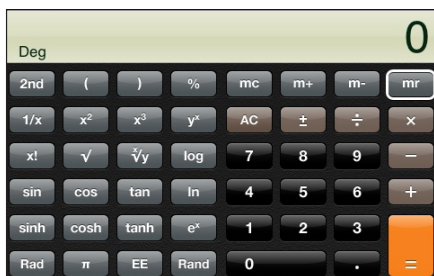 0
Deg
2nd ( ) % mc m+ m- mr
1/x x² x³ yˣ AC ± ÷ ×
x! √ ˣ√y log 7 8 9 −
sin cos tan ln 4 5 6 +
sinh cosh tanh eˣ 1 2 3
Rad π EE Rand 0 . =